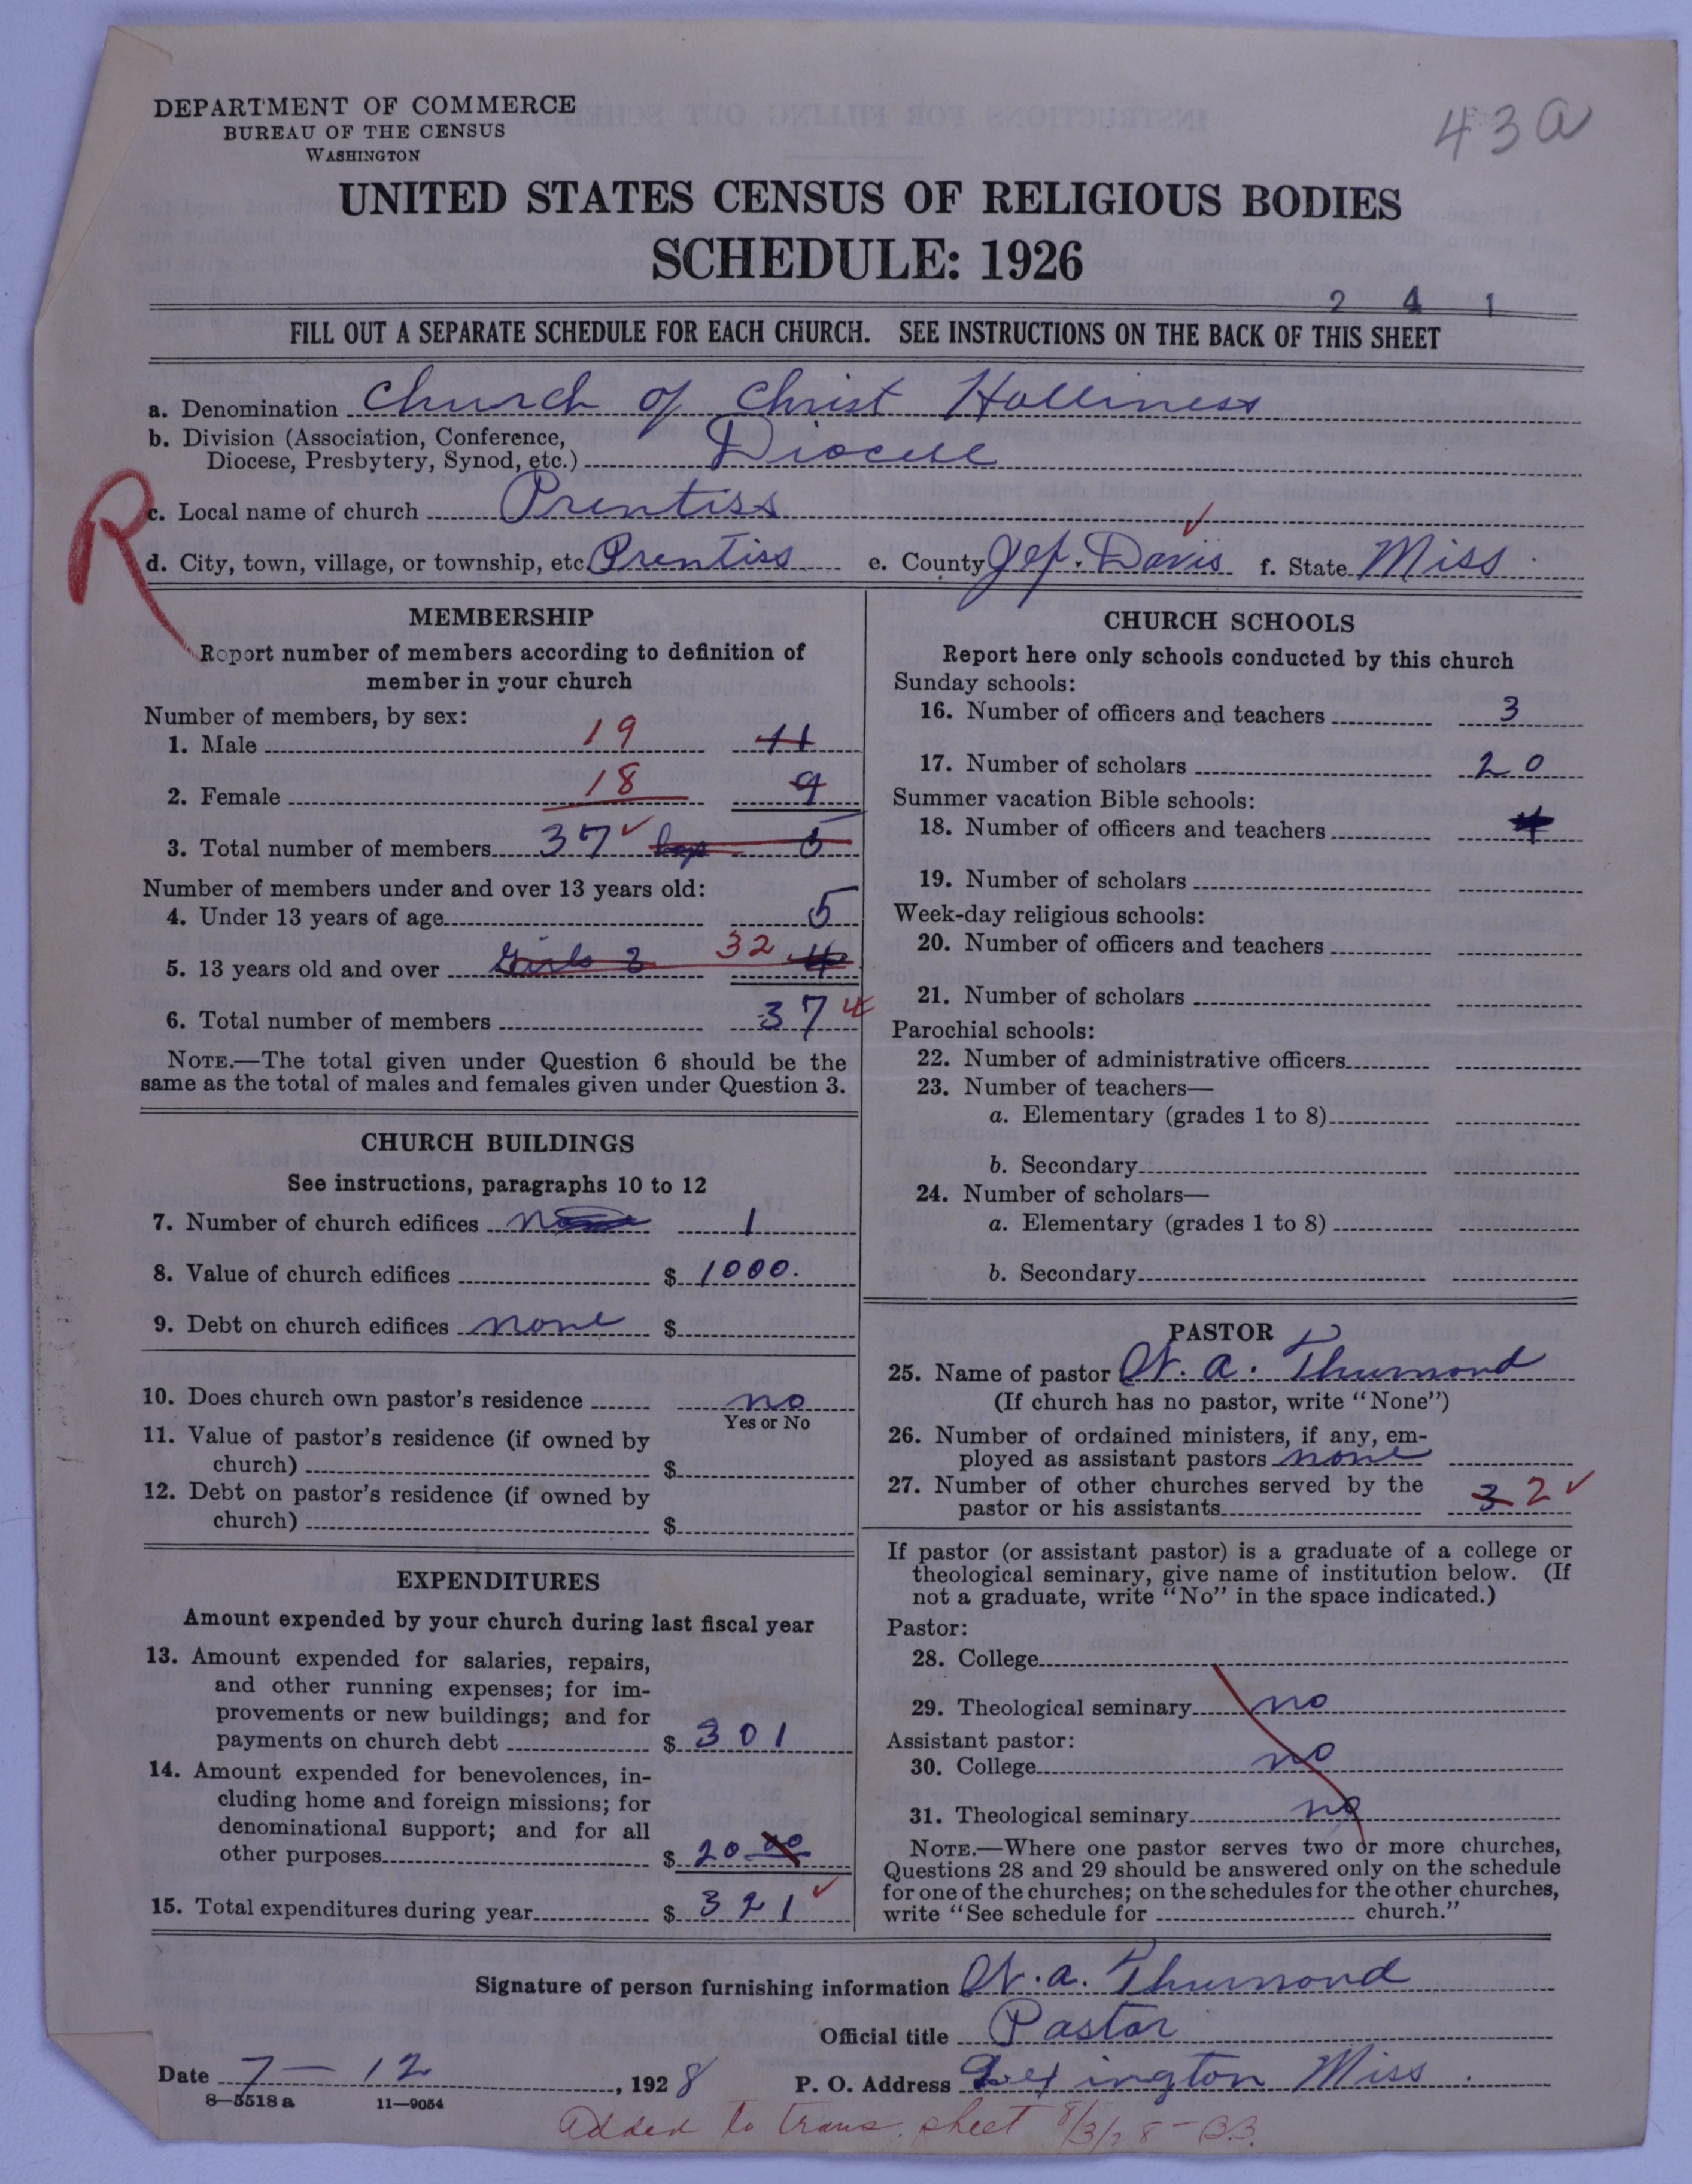 DEPARTMENT OF COMMERCE
BUREAU OF THE CENSUS
WASHINGTON
43a
UNITED STATES CENSUS OF RELIGIOUS BODIES
SCHEDULE: 1926
2 4 1
FILL OUT A SEPARATE SCHEDULE FOR EACH CHURCH. SEE INSTRUCTIONS ON THE BACK OF THIS SHEET
a. Denomination Church of Christ Holliness
b. Division (Association, Conference,
Diocese, Presbytery, Synod, etc.) Diocese
R
c. Local name of church Prentiss
d. City, town, village, or township, etc. Prentiss e. County Jef. Davis f. State Miss
MEMBERSHIP
Report number of members according to definition of
member in your church
Number of members, by sex:
1. Male 19 11
2. Female 18 9
3. Total number of members 37 ✓ boys 5
Number of members under and over 13 years old:
4. Under 13 years of age 5
5. 13 years old and over Girls 2 32 4
6. Total number of members 37
NOTE.—The total given under Question 6 should be the
same as the total of males and females given under Question 3.
CHURCH BUILDINGS
See instructions, paragraphs 10 to 12
7. Number of church edifices none 1
8. Value of church edifices $ 1000.
9. Debt on church edifices none $
10. Does church own pastor's residence no
Yes or No
11. Value of pastor's residence (if owned by
church) $
12. Debt on pastor's residence (if owned by
church) $
EXPENDITURES
Amount expended by your church during last fiscal year
13. Amount expended for salaries, repairs,
and other running expenses; for im-
provements or new buildings; and for
payments on church debt $ 301
14. Amount expended for benevolences, in-
cluding home and foreign missions; for
denominational support; and for all
other purposes $ 20 00
15. Total expenditures during year $ 321 ✓
CHURCH SCHOOLS
Report here only schools conducted by this church
Sunday schools:
16. Number of officers and teachers 3
17. Number of scholars 20
Summer vacation Bible schools:
18. Number of officers and teachers 4
19. Number of scholars
Week-day religious schools:
20. Number of officers and teachers
21. Number of scholars
Parochial schools:
22. Number of administrative officers
23. Number of teachers—
a. Elementary (grades 1 to 8)
b. Secondary
24. Number of scholars—
a. Elementary (grades 1 to 8)
b. Secondary
PASTOR
25. Name of pastor W. A. Thurmond
(If church has no pastor, write "None")
26. Number of ordained ministers, if any, em-
ployed as assistant pastors none
27. Number of other churches served by the
pastor or his assistants 3 2 ✓
If pastor (or assistant pastor) is a graduate of a college or
theological seminary, give name of institution below. (If
not a graduate, write "No" in the space indicated.)
Pastor:
28. College
29. Theological seminary no
Assistant pastor:
30. College no
31. Theological seminary no
NOTE.—Where one pastor serves two or more churches,
Questions 28 and 29 should be answered only on the schedule
for one of the churches; on the schedules for the other churches,
write "See schedule for church."
Signature of person furnishing information W. A. Thurmond
Official title Pastor
Date 7 — 12, 1928 P. O. Address Lexington Miss.
8—5518 a 11—9054
Added to trans. sheet 8/3/28 - B.B.